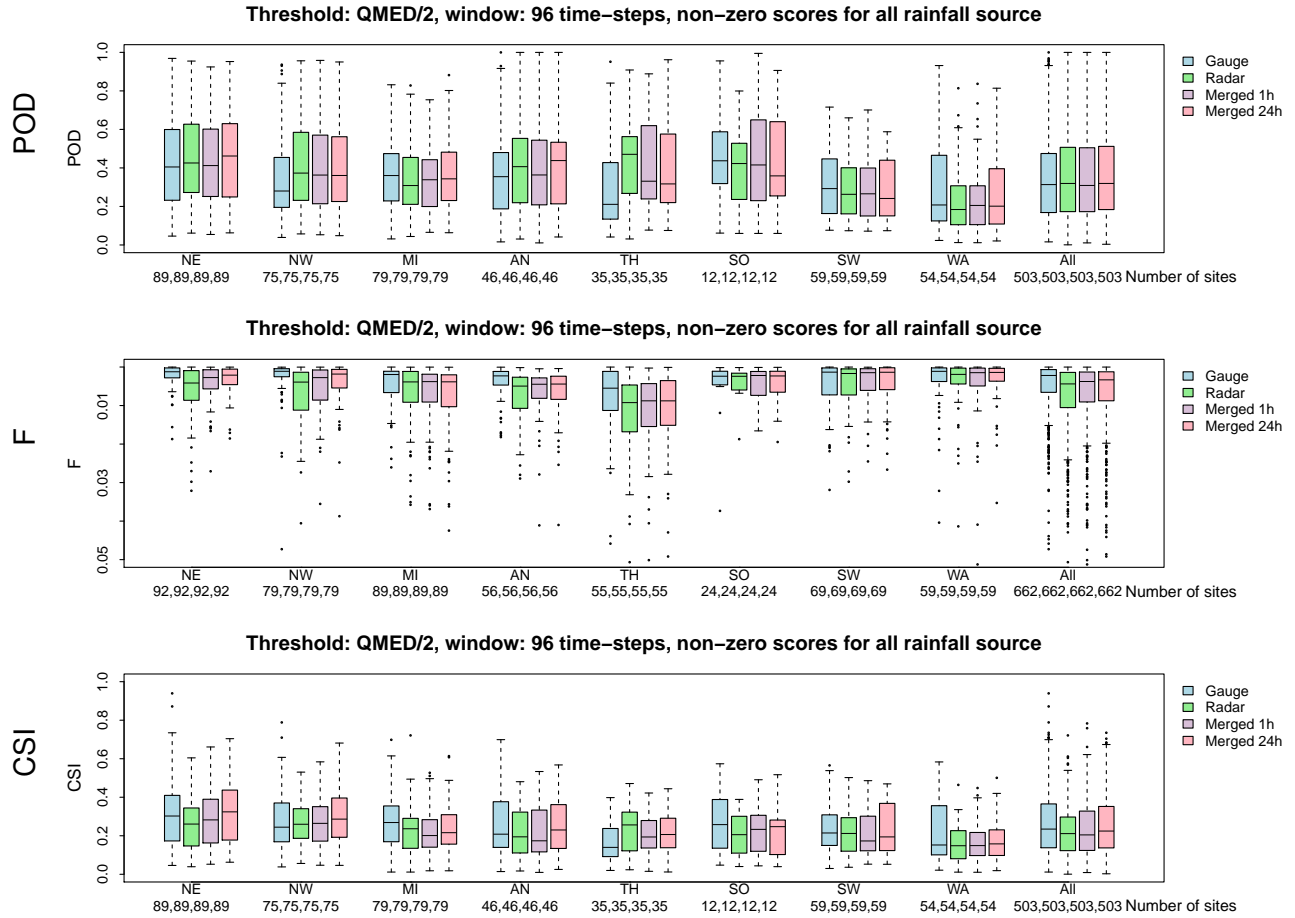 Threshold: QMED/2, window: 96 time−steps, non−zero scores for all rainfall source
POD
POD
1.0
0.8
0.6
0.4
0.2
0.0
Gauge
Radar
Merged 1h
Merged 24h
NE NW MI AN TH SO SW WA All
89,89,89,89 75,75,75,75 79,79,79,79 46,46,46,46 35,35,35,35 12,12,12,12 59,59,59,59 54,54,54,54 503,503,503,503 Number of sites
Threshold: QMED/2, window: 96 time−steps, non−zero scores for all rainfall source
F
F
0.01
0.03
0.05
Gauge
Radar
Merged 1h
Merged 24h
NE NW MI AN TH SO SW WA All
92,92,92,92 79,79,79,79 89,89,89,89 56,56,56,56 55,55,55,55 24,24,24,24 69,69,69,69 59,59,59,59 662,662,662,662 Number of sites
Threshold: QMED/2, window: 96 time−steps, non−zero scores for all rainfall source
CSI
CSI
1.0
0.8
0.6
0.4
0.2
0.0
Gauge
Radar
Merged 1h
Merged 24h
NE NW MI AN TH SO SW WA All
89,89,89,89 75,75,75,75 79,79,79,79 46,46,46,46 35,35,35,35 12,12,12,12 59,59,59,59 54,54,54,54 503,503,503,503 Number of sites